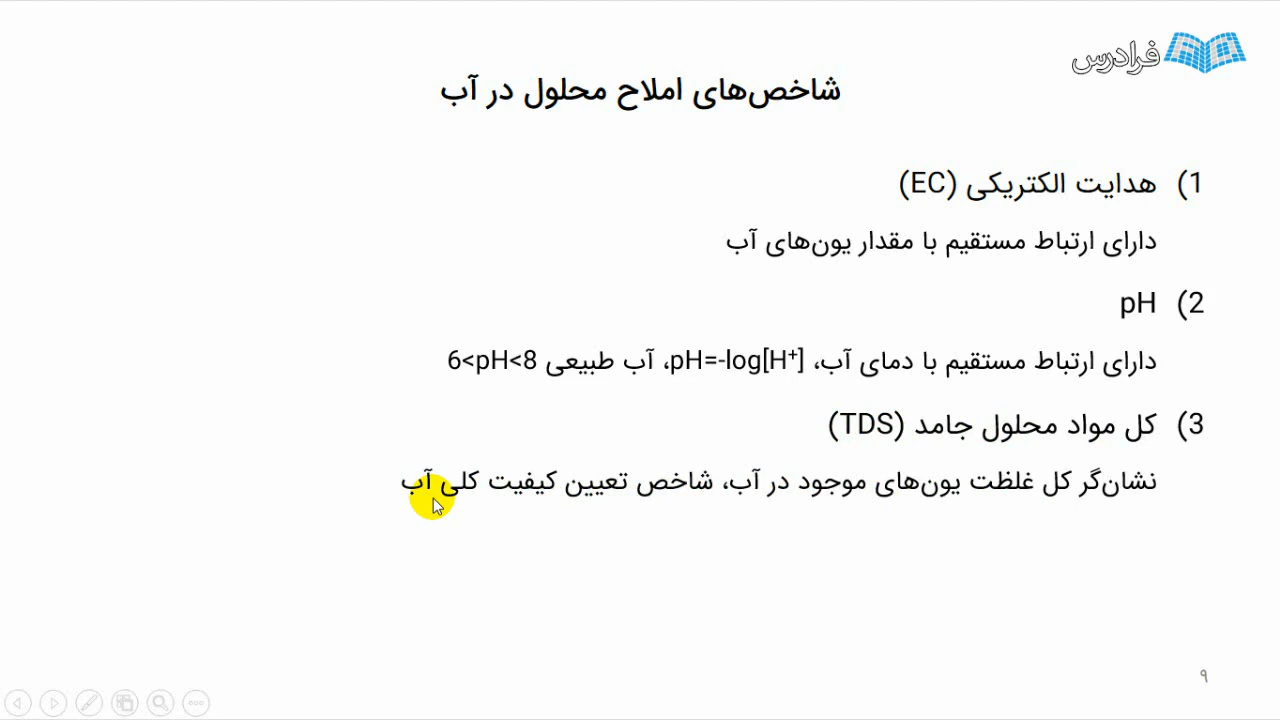 فرادرس
شاخص‌های املاح محلول در آب
1) هدایت الکتریکی (EC)
دارای ارتباط مستقیم با مقدار یون‌های آب
2) pH
دارای ارتباط مستقیم با دمای آب، pH=-log[H⁺]، آب طبیعی 6<pH<8
3) کل مواد محلول جامد (TDS)
نشان‌گر کل غلظت یون‌های موجود در آب، شاخص تعیین کیفیت کلی آب
۹